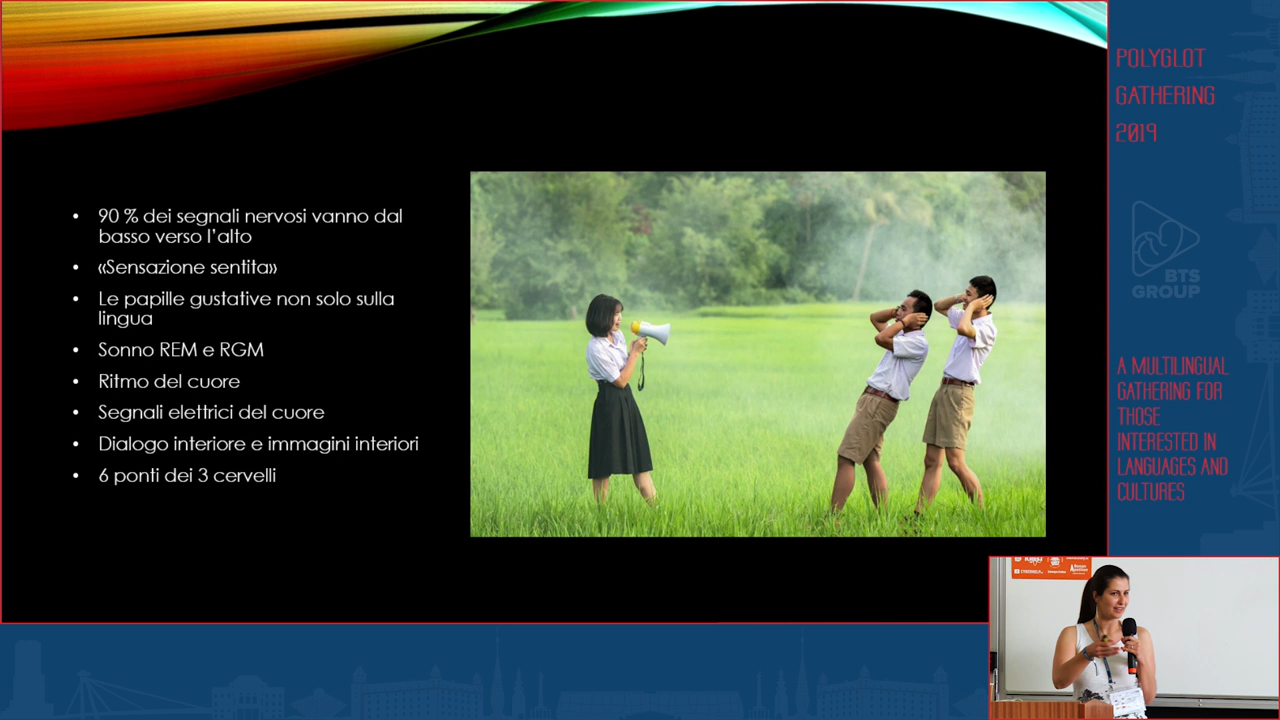 90 % dei segnali nervosi vanno dal
basso verso l'alto
«Sensazione sentita»
Le papille gustative non solo sulla
lingua
Sonno REM e RGM
Ritmo del cuore
Segnali elettrici del cuore
Dialogo interiore e immagini interiori
6 ponti dei 3 cervelli
POLYGLOT
GATHERING
2019
BTS
GROUP
A MULTILINGUAL
GATHERING FOR
THOSE
INTERESTED IN
LANGUAGES AND
CULTURES